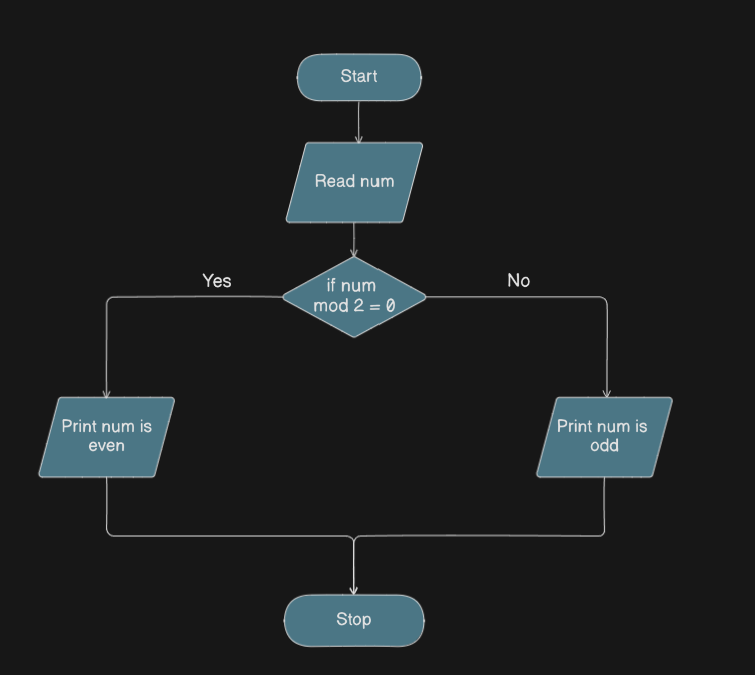 Start
Read num
if num
mod 2 = 0
Yes
No
Print num is
even
Print num is
odd
Stop